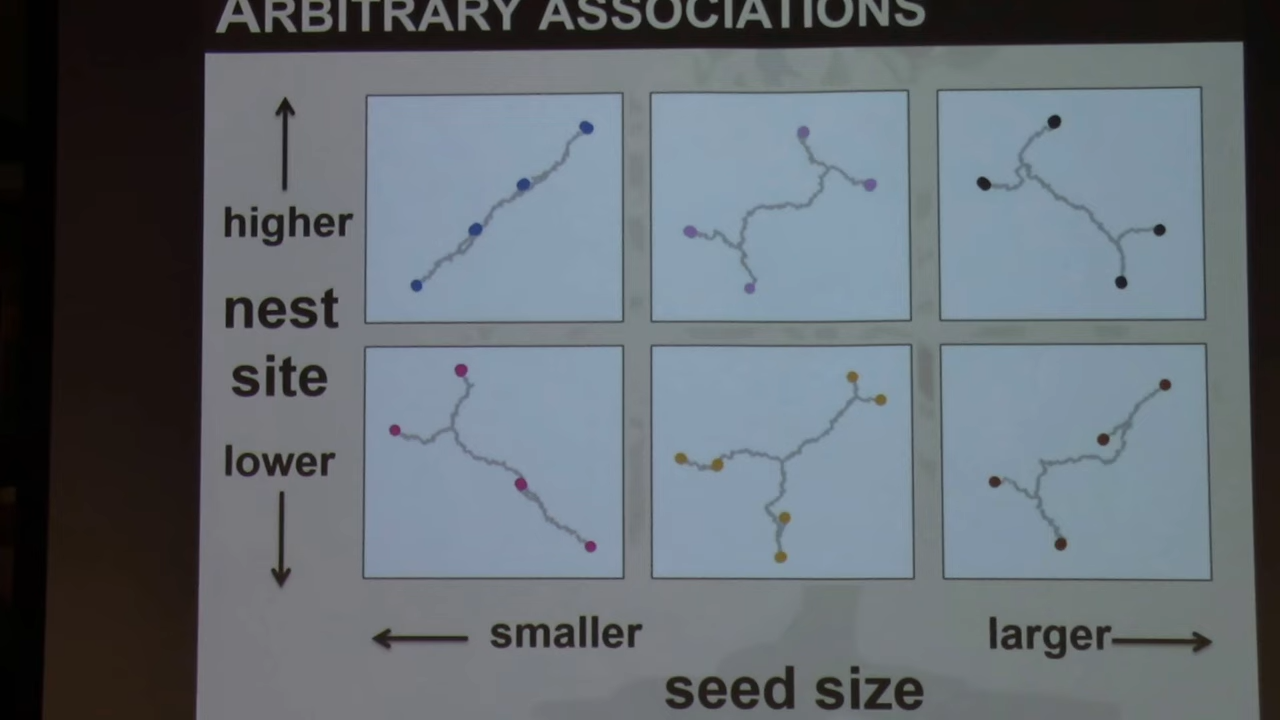 ARBITRARY ASSOCIATIONS
higher
nest
site
lower
smaller
larger
seed size